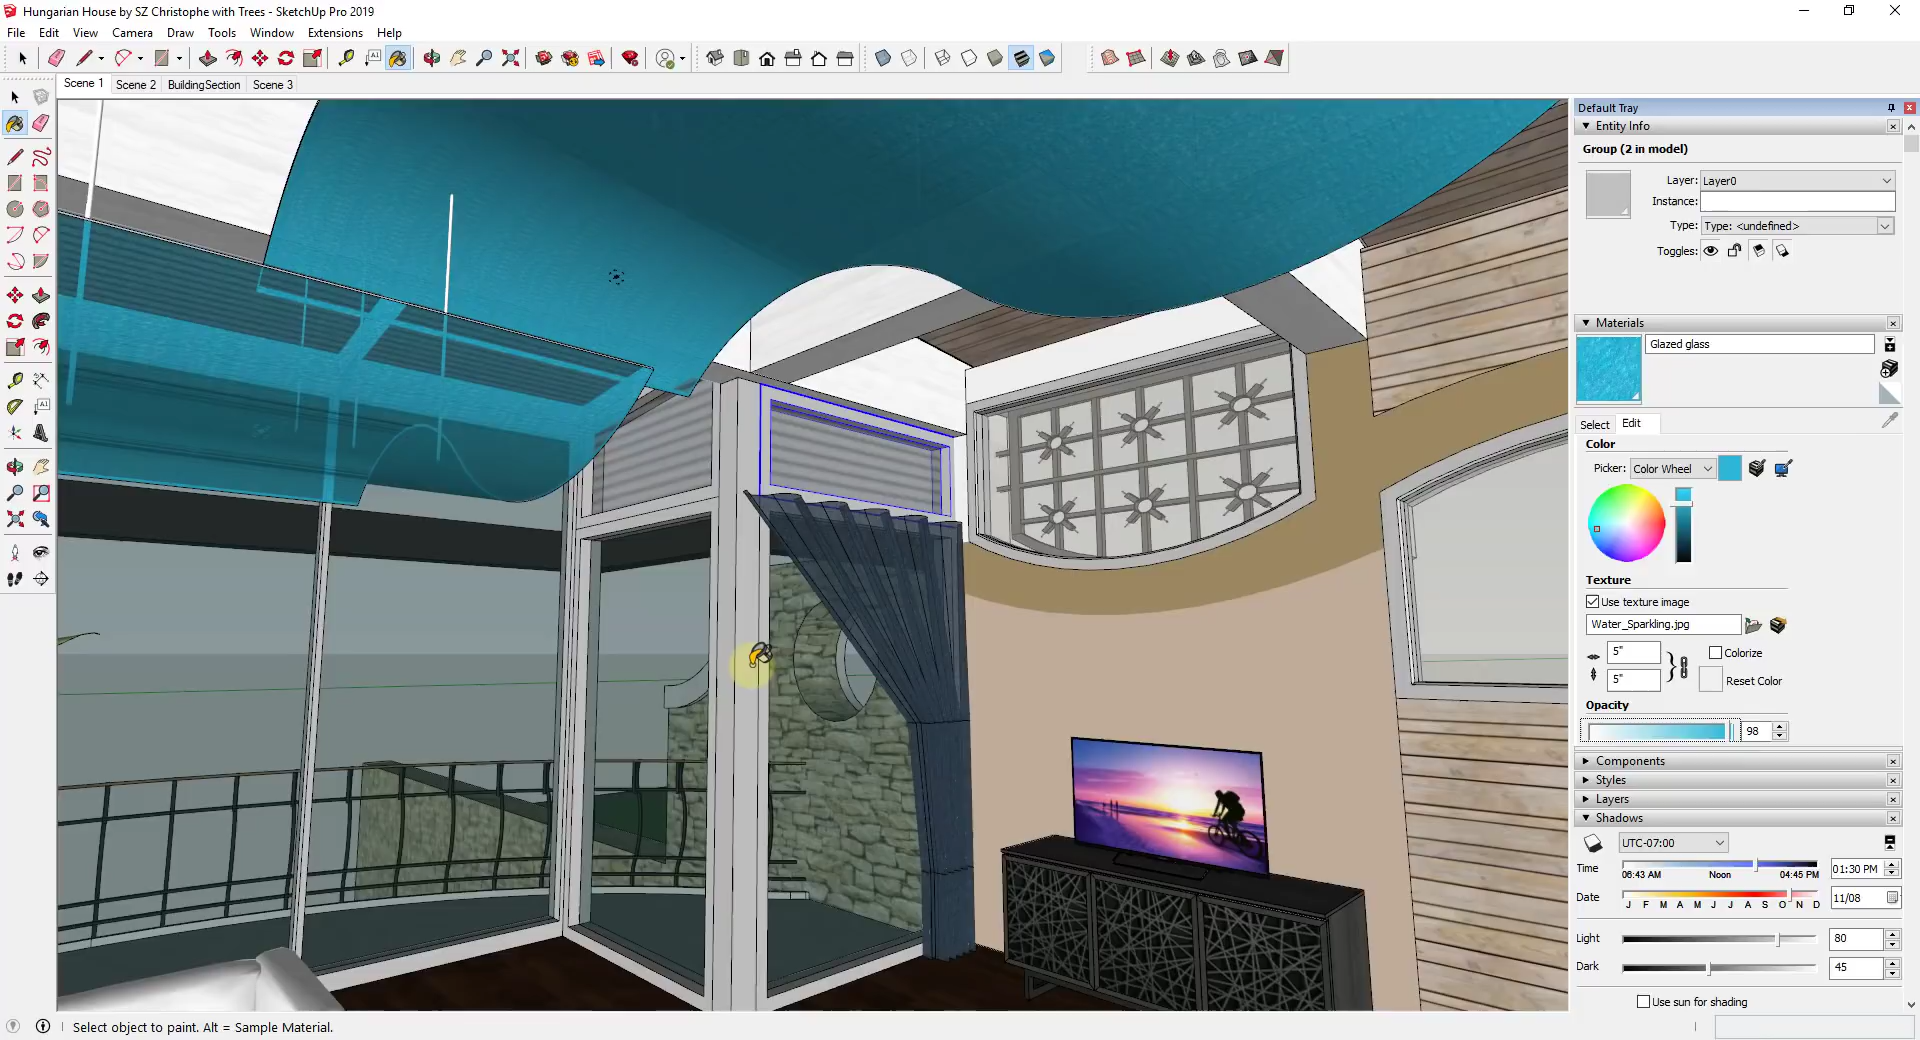 Hungarian House by SZ Christophe with Trees - SketchUp Pro 2019
File Edit View Camera Draw Tools Window Extensions Help
Scene 1 Scene 2 BuildingSection Scene 3
Default Tray
Entity Info
Group (2 in model)
Layer: Layer0
Instance:
Type: Type: <undefined>
Toggles:
Materials
Glazed glass
Select Edit
Color
Picker: Color Wheel
Texture
Use texture image
Water_Sparkling.jpg
5" Colorize
5" Reset Color
Opacity
98
Components
Styles
Layers
Shadows
UTC-07:00
Time 06:43 AM Noon 04:45 PM 01:30 PM
Date J F M A M J J A S O N D 11/08
Light 80
Dark 45
Use sun for shading
Select object to paint. Alt = Sample Material.